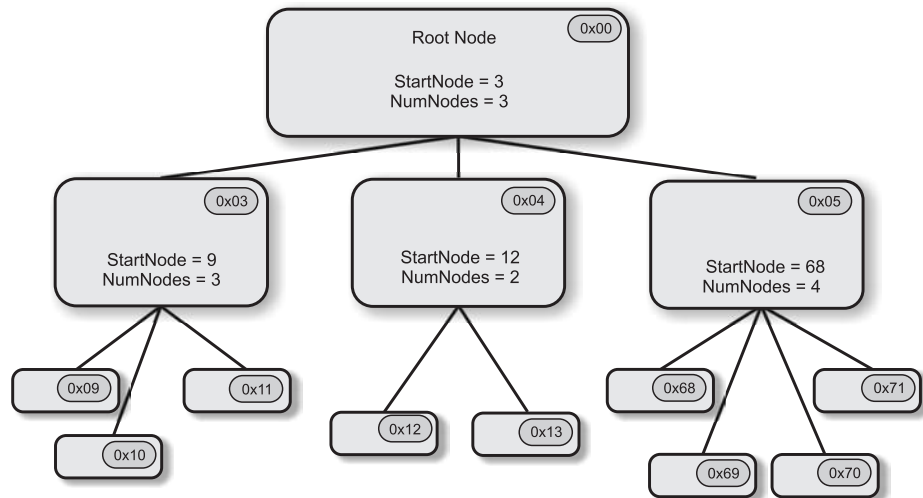 0x00
Root Node
StartNode = 3
NumNodes = 3
0x03
StartNode = 9
NumNodes = 3
0x04
StartNode = 12
NumNodes = 2
0x05
StartNode = 68
NumNodes = 4
0x09
0x11
0x10
0x12
0x13
0x68
0x71
0x69
0x70